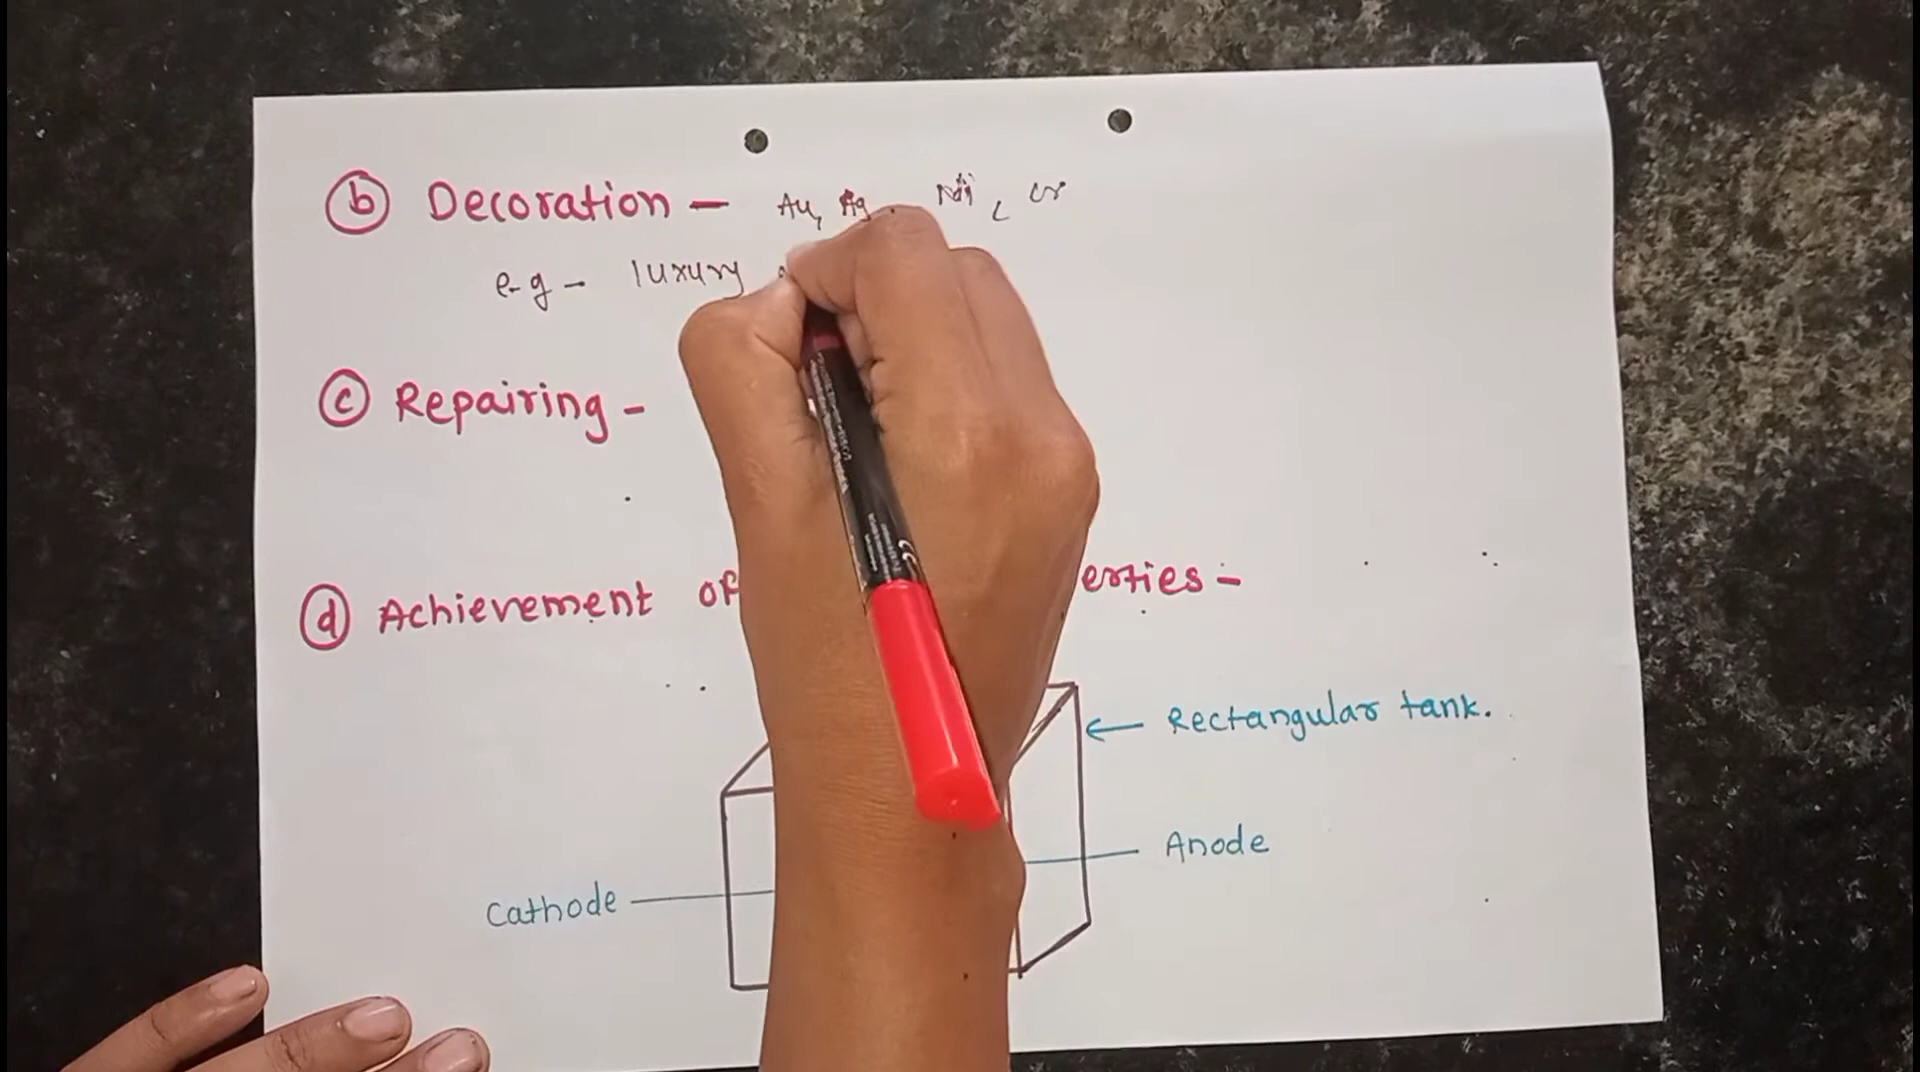 b Decoration - Au, Ag, Ni, Cr
e.g - luxury
c Repairing -
d Achievement of erties -
Rectangular tank.
Anode
Cathode